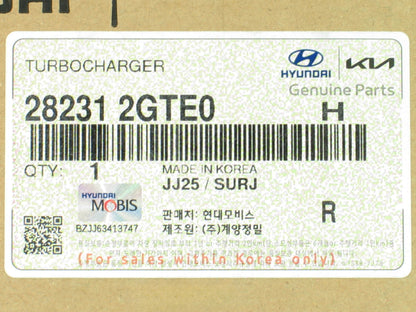 TURBOCHARGER
HYUNDAI KIA
Genuine Parts
28231 2GTE0 H
QTY: 1
MADE IN KOREA
JJ25 / SURJ
HYUNDAI
MOBIS
BZJJ63413747
판매처: 현대모비스
제조원: (주)계양정밀
R
(For sales within Korea only)